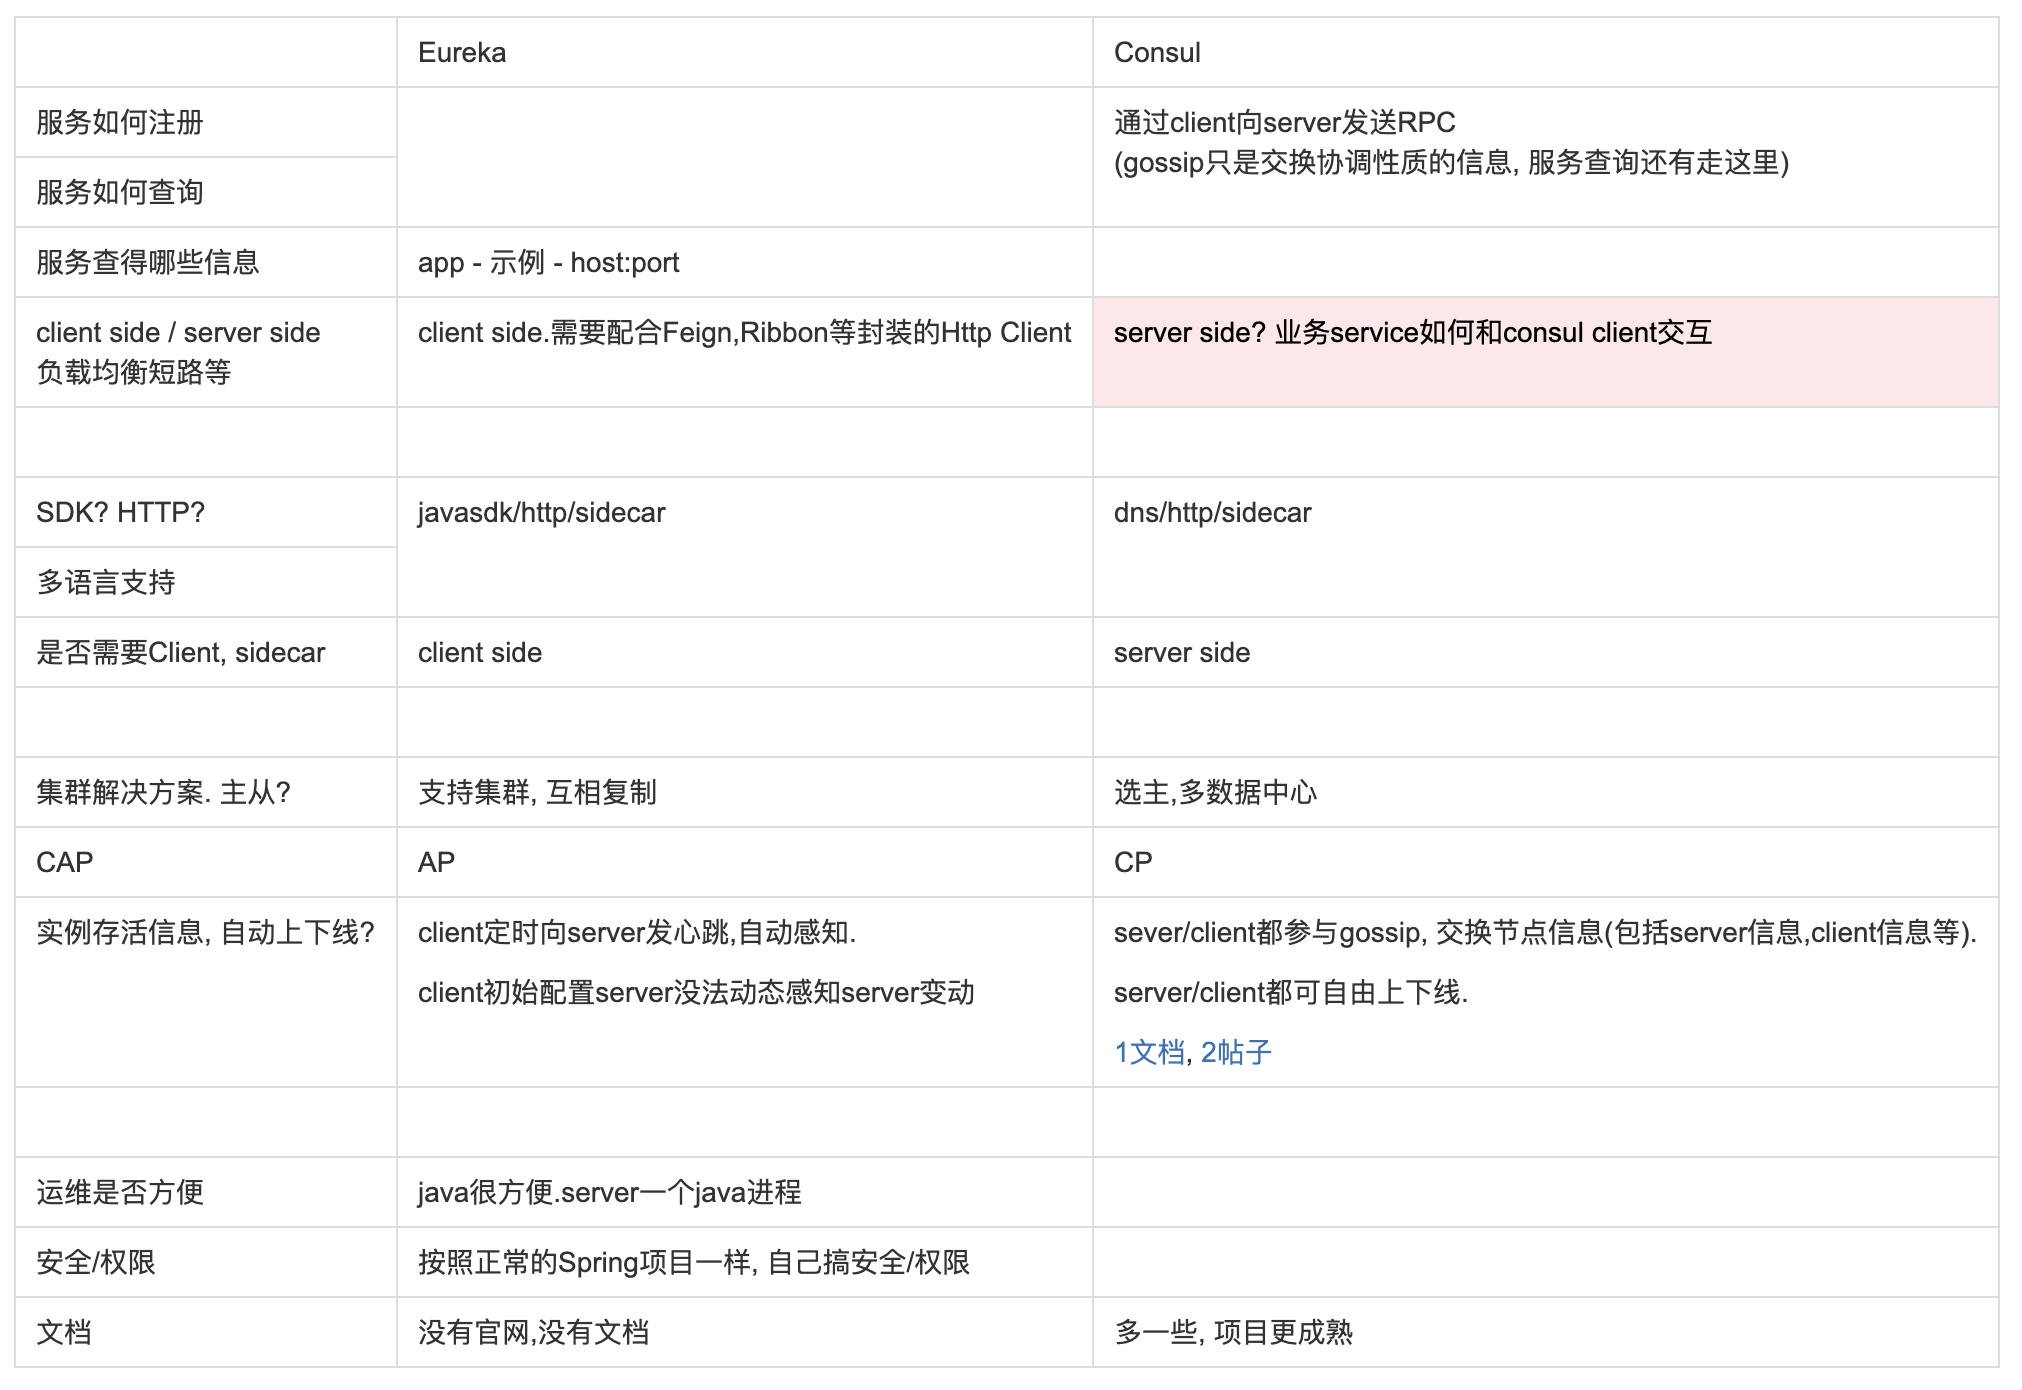 Eureka
Consul
服务如何注册
通过client向server发送RPC
(gossip只是交换协调性质的信息, 服务查询还有走这里)
服务如何查询
服务查得哪些信息
app - 示例 - host:port
client side / server side
负载均衡短路等
client side.需要配合Feign,Ribbon等封装的Http Client
server side? 业务service如何和consul client交互
SDK? HTTP?
javasdk/http/sidecar
dns/http/sidecar
多语言支持
是否需要Client, sidecar
client side
server side
集群解决方案. 主从?
支持集群, 互相复制
选主,多数据中心
CAP
AP
CP
实例存活信息, 自动上下线?
client定时向server发心跳,自动感知.
client初始配置server没法动态感知server变动
sever/client都参与gossip, 交换节点信息(包括server信息,client信息等).
server/client都可自由上下线.
1文档, 2帖子
运维是否方便
java很方便.server一个java进程
安全/权限
按照正常的Spring项目一样, 自己搞安全/权限
文档
没有官网,没有文档
多一些, 项目更成熟